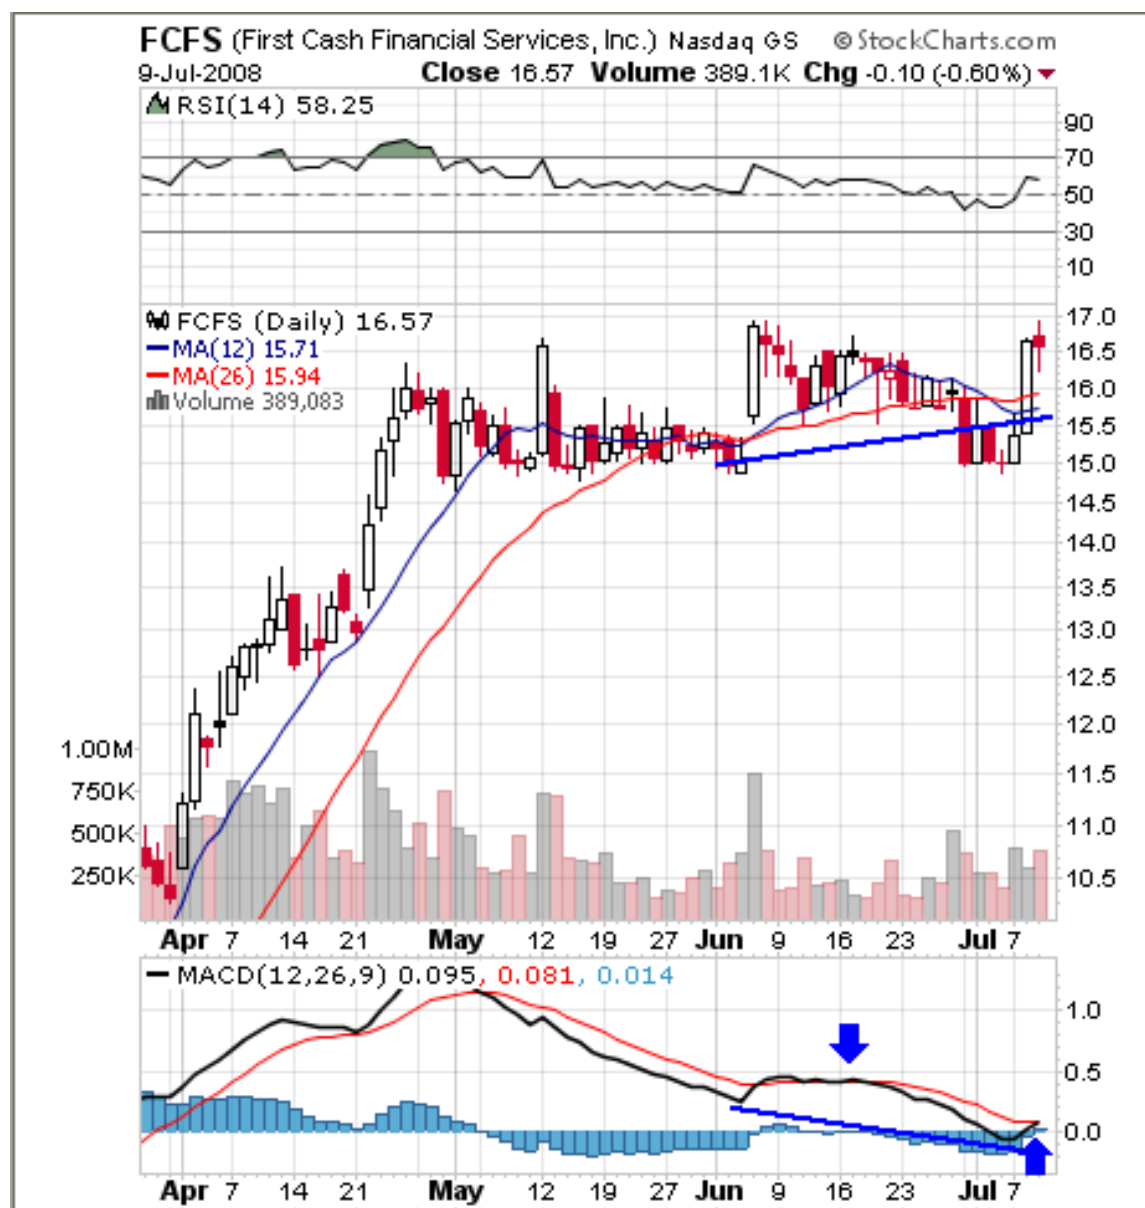 FCFS (First Cash Financial Services, Inc.) Nasdaq GS © StockCharts.com
9-Jul-2008 Close 16.57 Volume 389.1K Chg -0.10 (-0.60%)
RSI(14) 58.25
90
70
50
30
10
FCFS (Daily) 16.57
MA(12) 15.71
MA(26) 15.94
Volume 389,083
17.0
16.5
16.0
15.5
15.0
14.5
14.0
13.5
13.0
12.5
12.0
11.5
11.0
10.5
1.00M
750K
500K
250K
Apr 7 14 21 May 12 19 27 Jun 9 16 23 Jul 7
MACD(12,26,9) 0.095, 0.081, 0.014
1.0
0.5
0.0
Apr 7 14 21 May 12 19 27 Jun 9 16 23 Jul 7